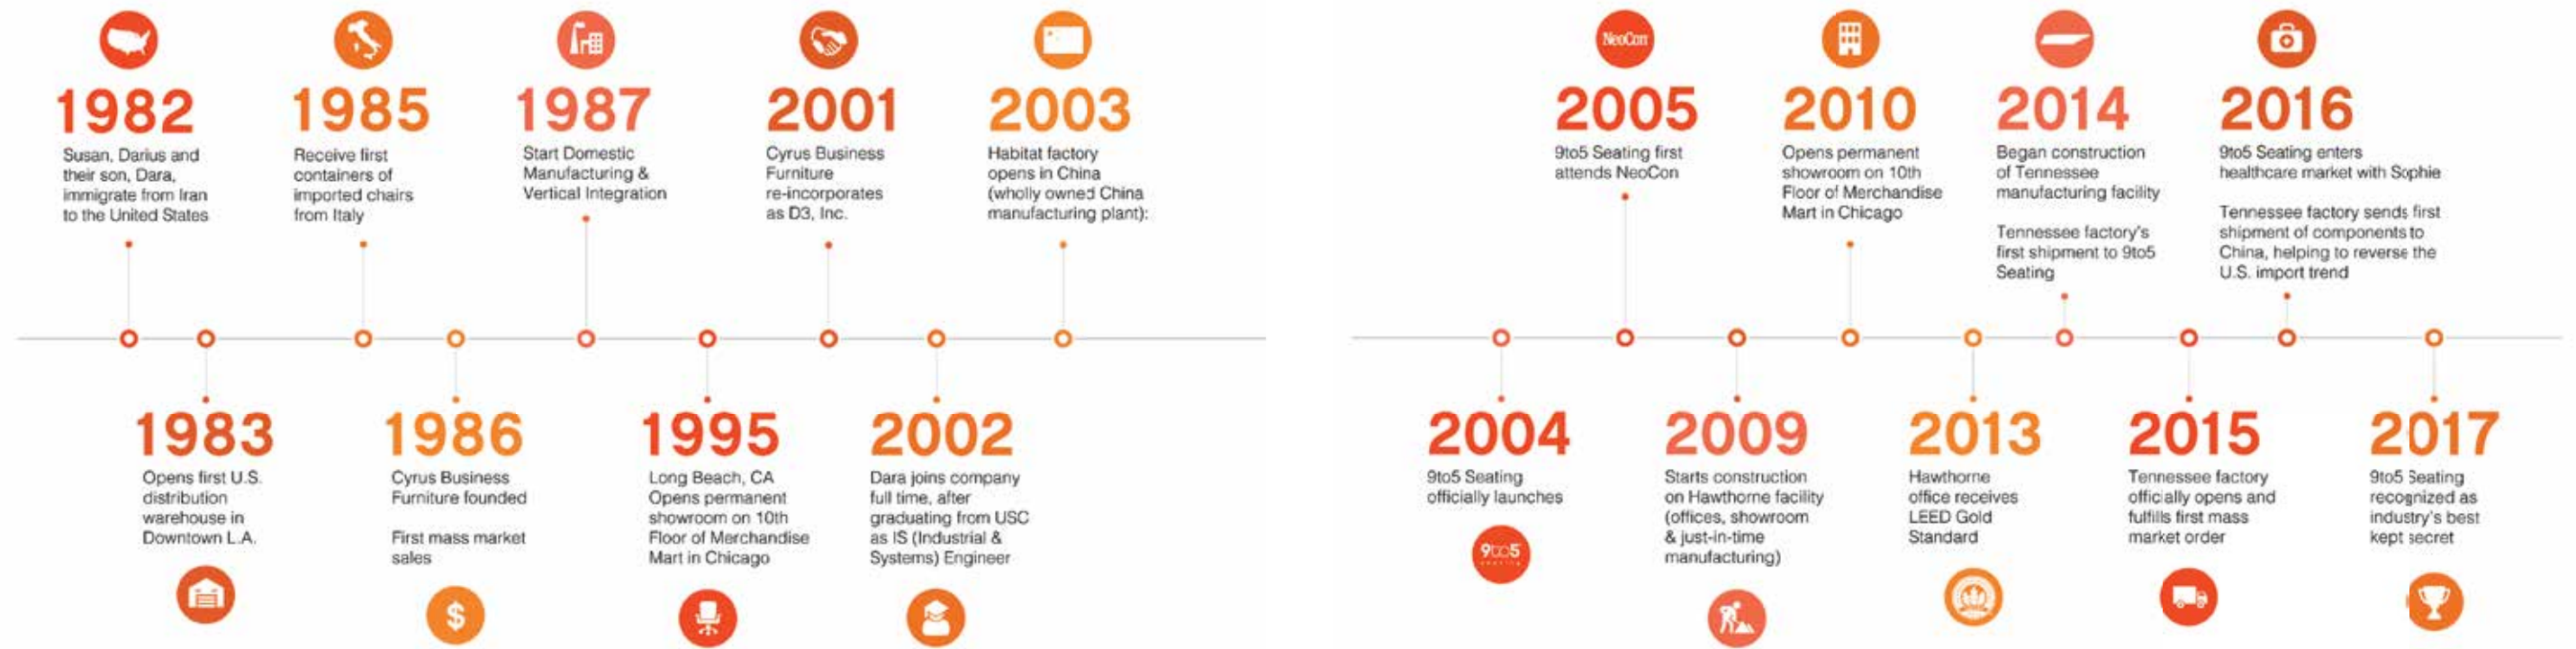 1982
Susan, Darius and
their son, Dara,
immigrate from Iran
to the United States
1983
Opens first U.S.
distribution
warehouse in
Downtown L.A.
1985
Receive first
containers of
imported chairs
from Italy
1986
Cyrus Business
Furniture founded
First mass market
sales
$
1987
Start Domestic
Manufacturing &
Vertical Integration
1995
Long Beach, CA
Opens permanent
showroom on 10th
Floor of Merchandise
Mart in Chicago
2001
Cyrus Business
Furniture
re-incorporates
as D3, Inc.
2002
Dara joins company
full time, after
graduating from USC
as IS (Industrial &
Systems) Engineer
2003
Habitat factory
opens in China
(wholly owned China
manufacturing plant):
2004
9to5 Seating
officially launches
9to5
seating
NeoCon
2005
9to5 Seating first
attends NeoCon
2009
Starts construction
on Hawthorne facility
(offices, showroom
& just-in-time
manufacturing)
2010
Opens permanent
showroom on 10th
Floor of Merchandise
Mart in Chicago
2013
Hawthorne
office receives
LEED Gold
Standard
2014
Began construction
of Tennessee
manufacturing facility
Tennessee factory's
first shipment to 9to5
Seating
2015
Tennessee factory
officially opens and
fulfills first mass
market order
2016
9to5 Seating enters
healthcare market with Sophie
Tennessee factory sends first
shipment of components to
China, helping to reverse the
U.S. import trend
2017
9to5 Seating
recognized as
industry's best
kept secret